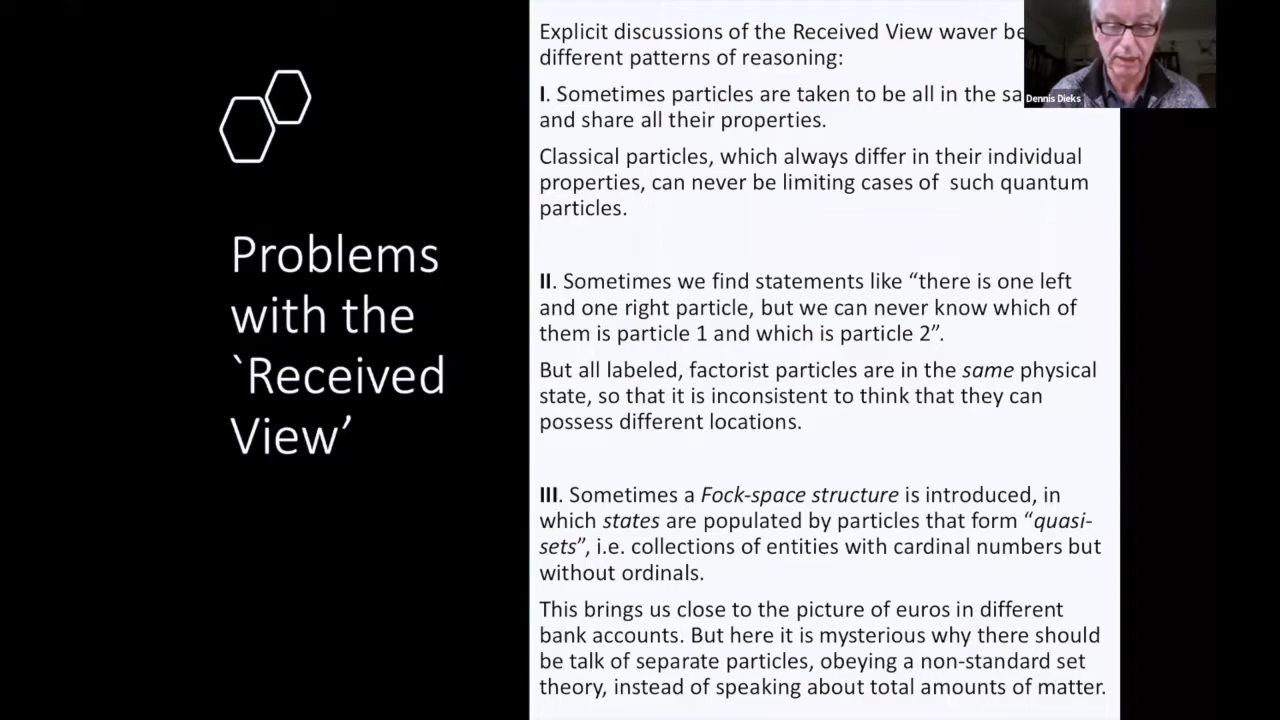 Problems
with the
`Received
View’
Explicit discussions of the Received View waver
different patterns of reasoning:
I. Sometimes particles are taken to be all in the
and share all their properties.
Classical particles, which always differ in their individual
properties, can never be limiting cases of such quantum
particles.
II. Sometimes we find statements like “there is one left
and one right particle, but we can never know which of
them is particle 1 and which is particle 2”.
But all labeled, factorist particles are in the same physical
state, so that it is inconsistent to think that they can
possess different locations.
III. Sometimes a Fock-space structure is introduced, in
which states are populated by particles that form “quasi-
sets”, i.e. collections of entities with cardinal numbers but
without ordinals.
This brings us close to the picture of euros in different
bank accounts. But here it is mysterious why there should
be talk of separate particles, obeying a non-standard set
theory, instead of speaking about total amounts of matter.
Dennis Dieks